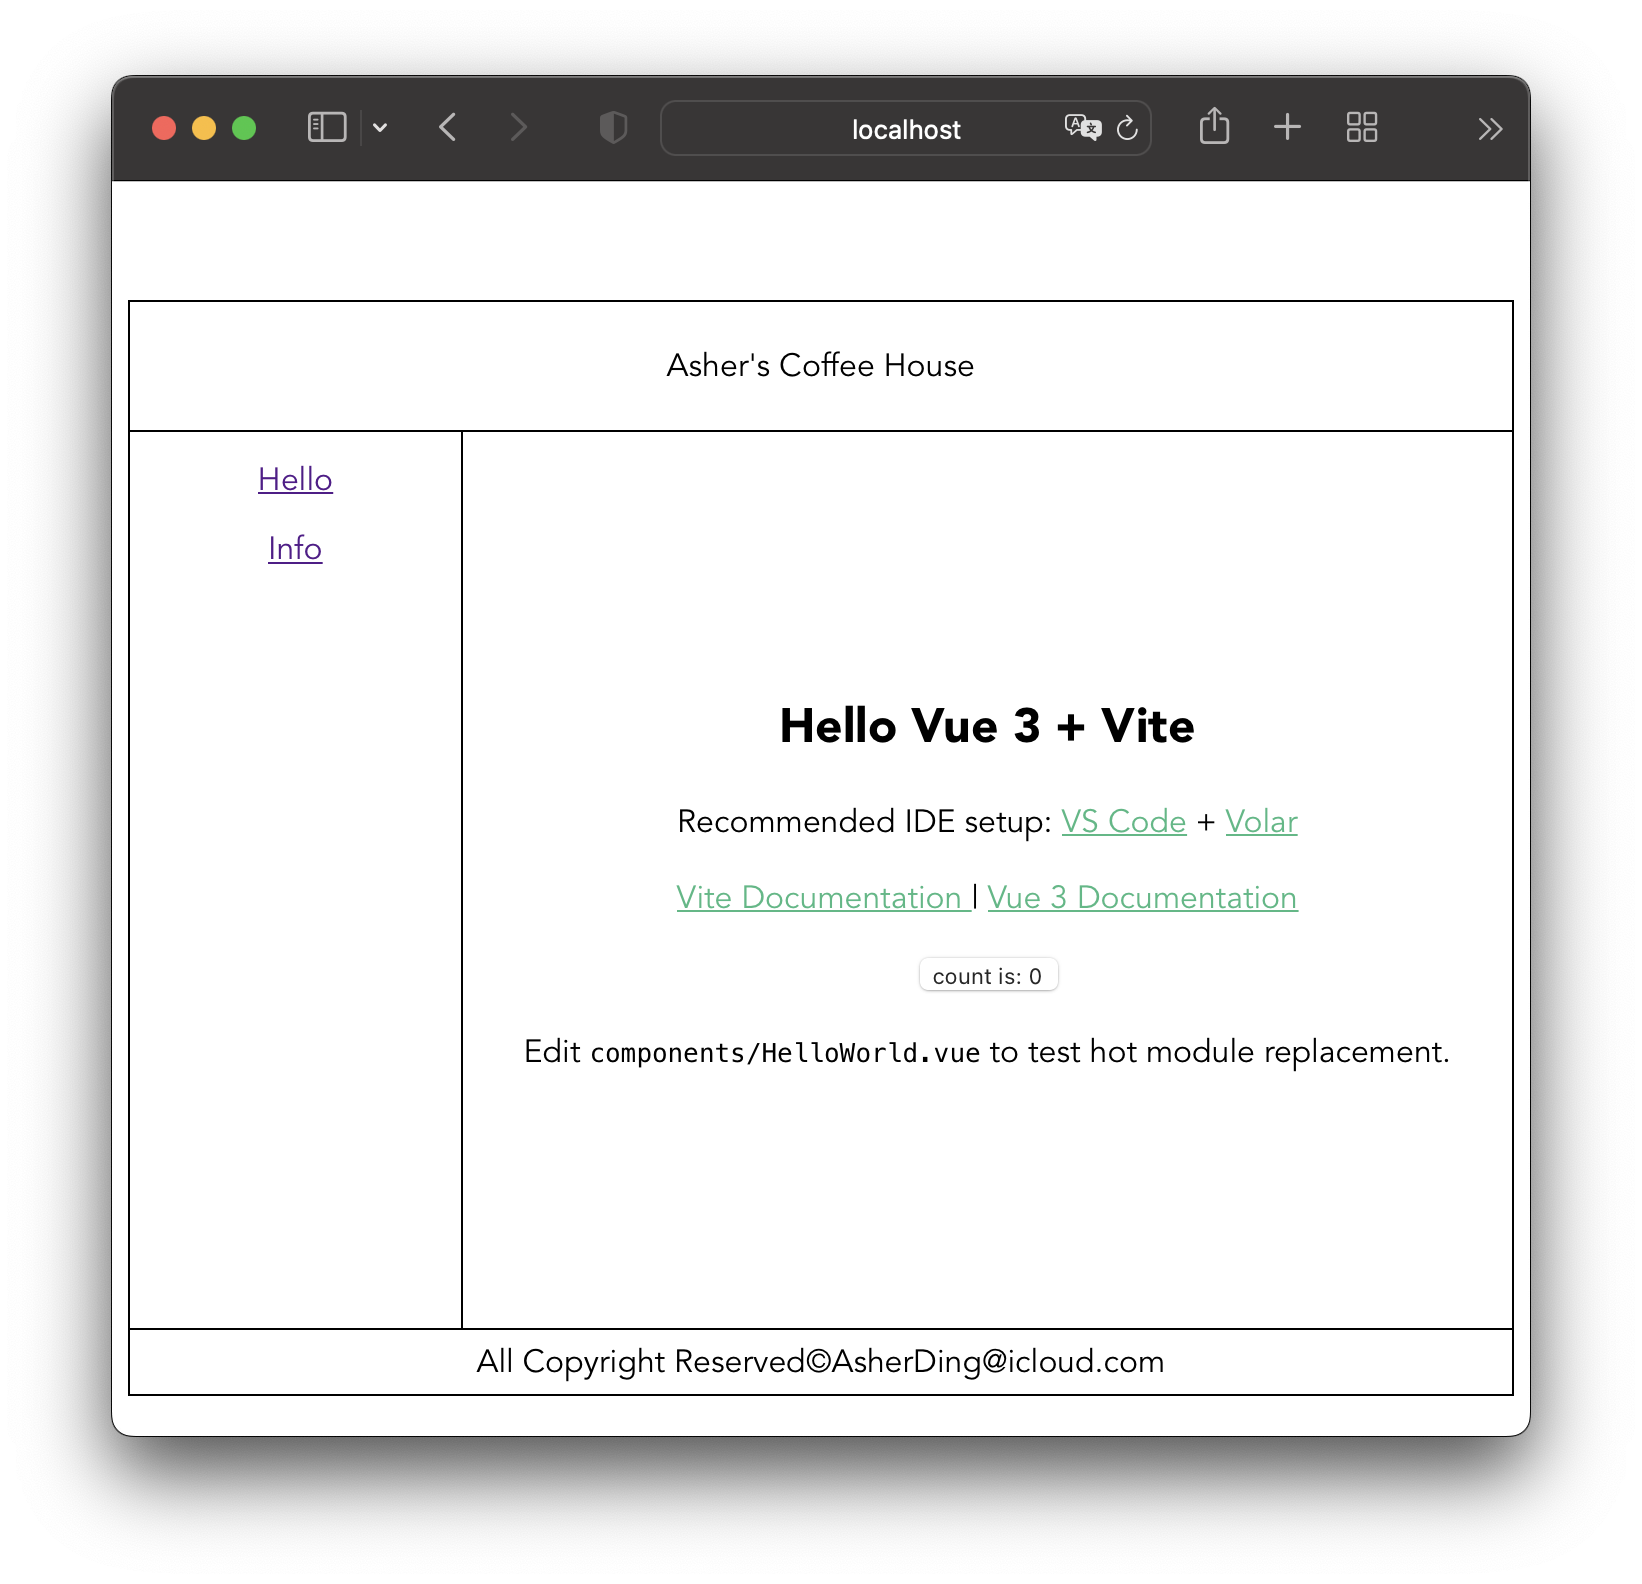 localhost
Asher's Coffee House
Hello
Info
Hello Vue 3 + Vite
Recommended IDE setup: VS Code + Volar
Vite Documentation | Vue 3 Documentation
count is: 0
Edit components/HelloWorld.vue to test hot module replacement.
All Copyright Reserved©AsherDing@icloud.com